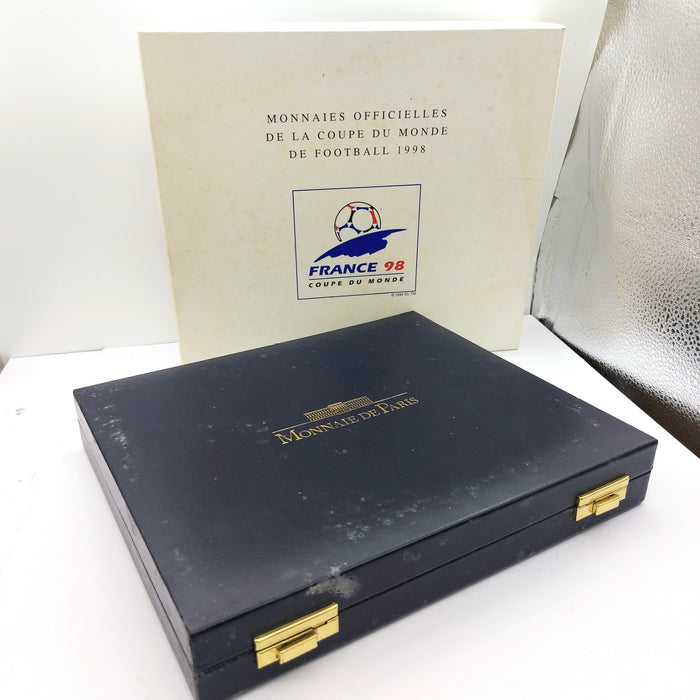 MONNAIES OFFICIELLES
DE LA COUPE DU MONDE
DE FOOTBALL 1998
FRANCE 98
COUPE DU MONDE
MONNAIE DE PARIS